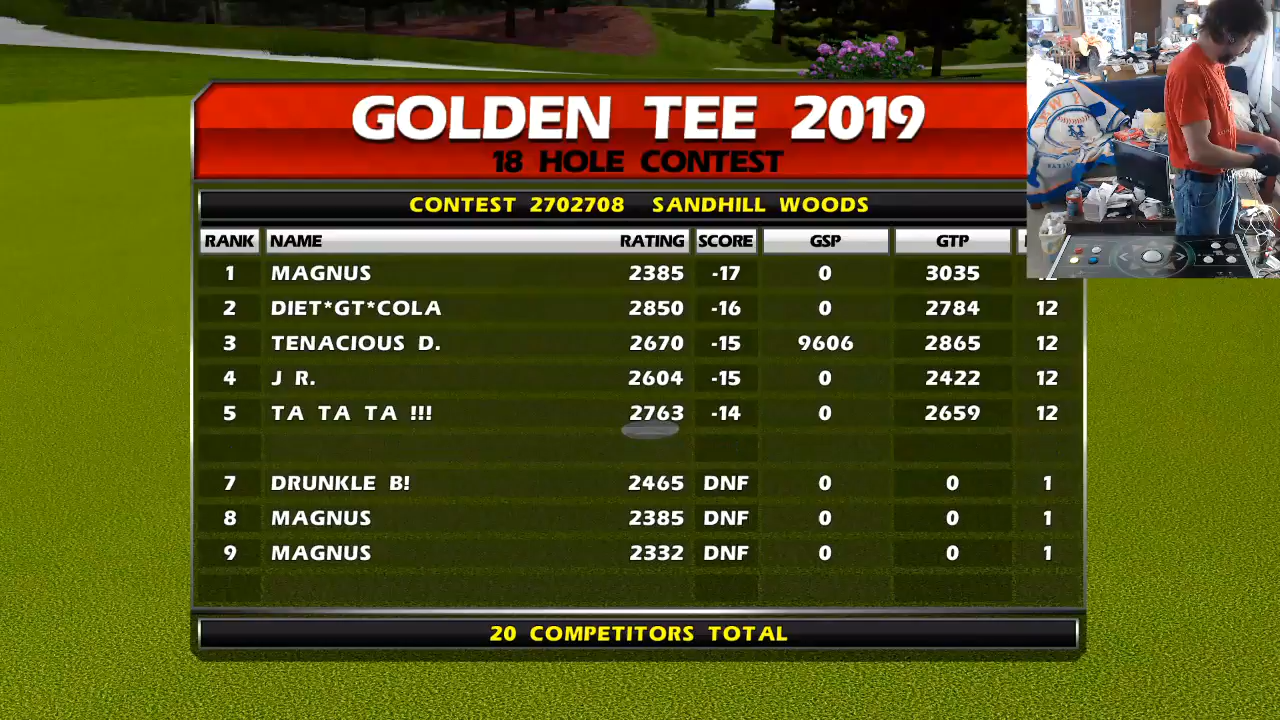 GOLDEN TEE 2019
18 HOLE CONTEST
CONTEST 2702708 SANDHILL WOODS
RANK NAME RATING SCORE GSP GTP
1 MAGNUS 2385 -17 0 3035
2 DIET*GT*COLA 2850 -16 0 2784 12
3 TENACIOUS D. 2670 -15 9606 2865 12
4 J R. 2604 -15 0 2422 12
5 TA TA TA !!! 2763 -14 0 2659 12
7 DRUNKLE B! 2465 DNF 0 0 1
8 MAGNUS 2385 DNF 0 0 1
9 MAGNUS 2332 DNF 0 0 1
20 COMPETITORS TOTAL